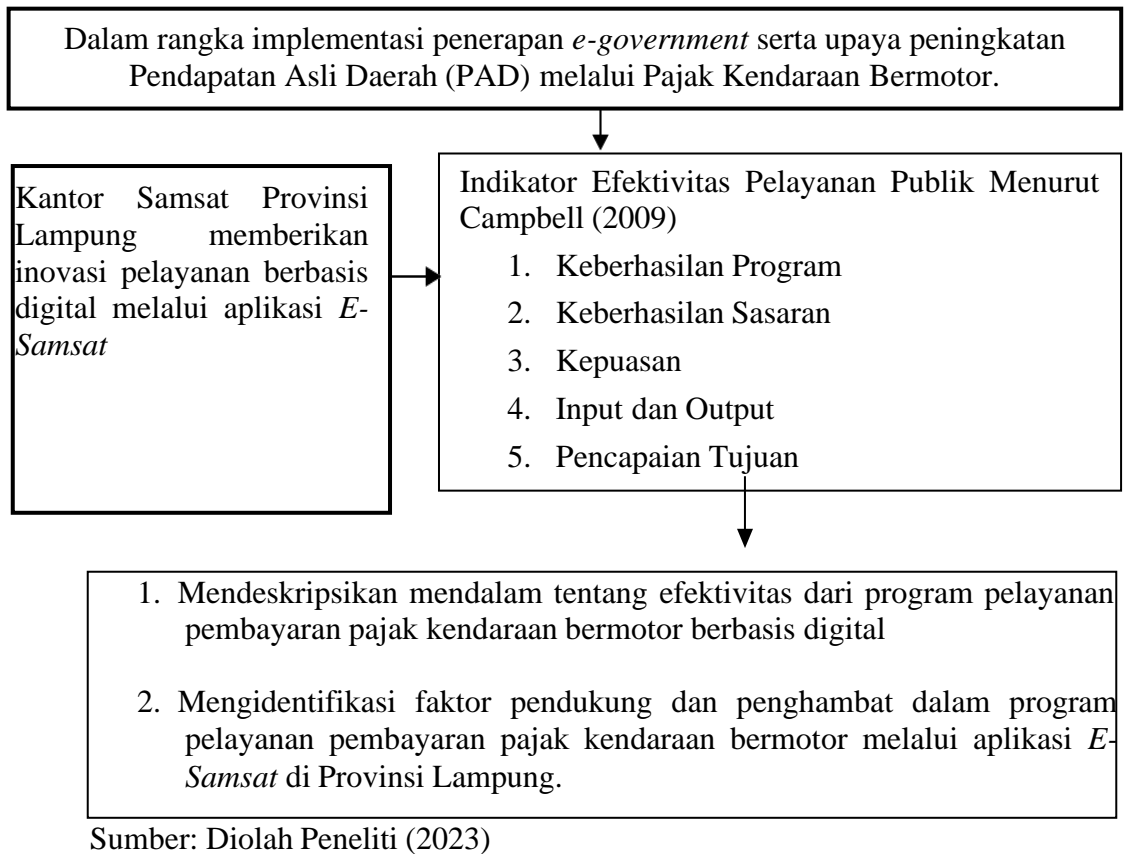 Dalam rangka implementasi penerapan e-government serta upaya peningkatan
Pendapatan Asli Daerah (PAD) melalui Pajak Kendaraan Bermotor.
Kantor Samsat Provinsi
Lampung memberikan
inovasi pelayanan berbasis
digital melalui aplikasi E-
Samsat
Indikator Efektivitas Pelayanan Publik Menurut
Campbell (2009)
1. Keberhasilan Program
2. Keberhasilan Sasaran
3. Kepuasan
4. Input dan Output
5. Pencapaian Tujuan
1. Mendeskripsikan mendalam tentang efektivitas dari program pelayanan
pembayaran pajak kendaraan bermotor berbasis digital
2. Mengidentifikasi faktor pendukung dan penghambat dalam program
pelayanan pembayaran pajak kendaraan bermotor melalui aplikasi E-
Samsat di Provinsi Lampung.
Sumber: Diolah Peneliti (2023)